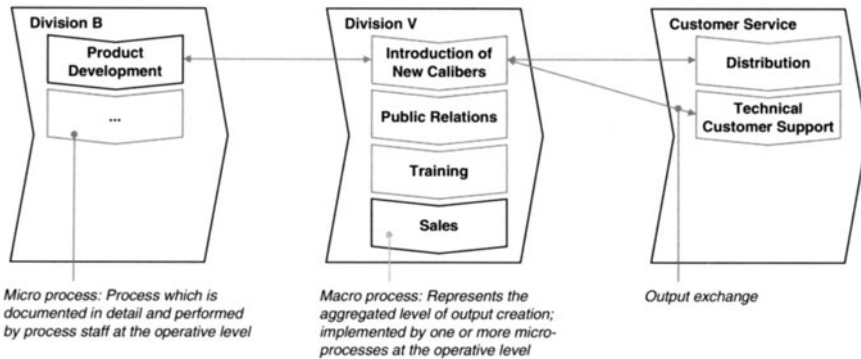 Division B
Product
Development
...
Division V
Introduction of
New Calibers
Public Relations
Training
Sales
Customer Service
Distribution
Technical
Customer Support
Micro process: Process which is
documented in detail and performed
by process staff at the operative level
Macro process: Represents the
aggregated level of output creation;
implemented by one or more micro-
processes at the operative level
Output exchange